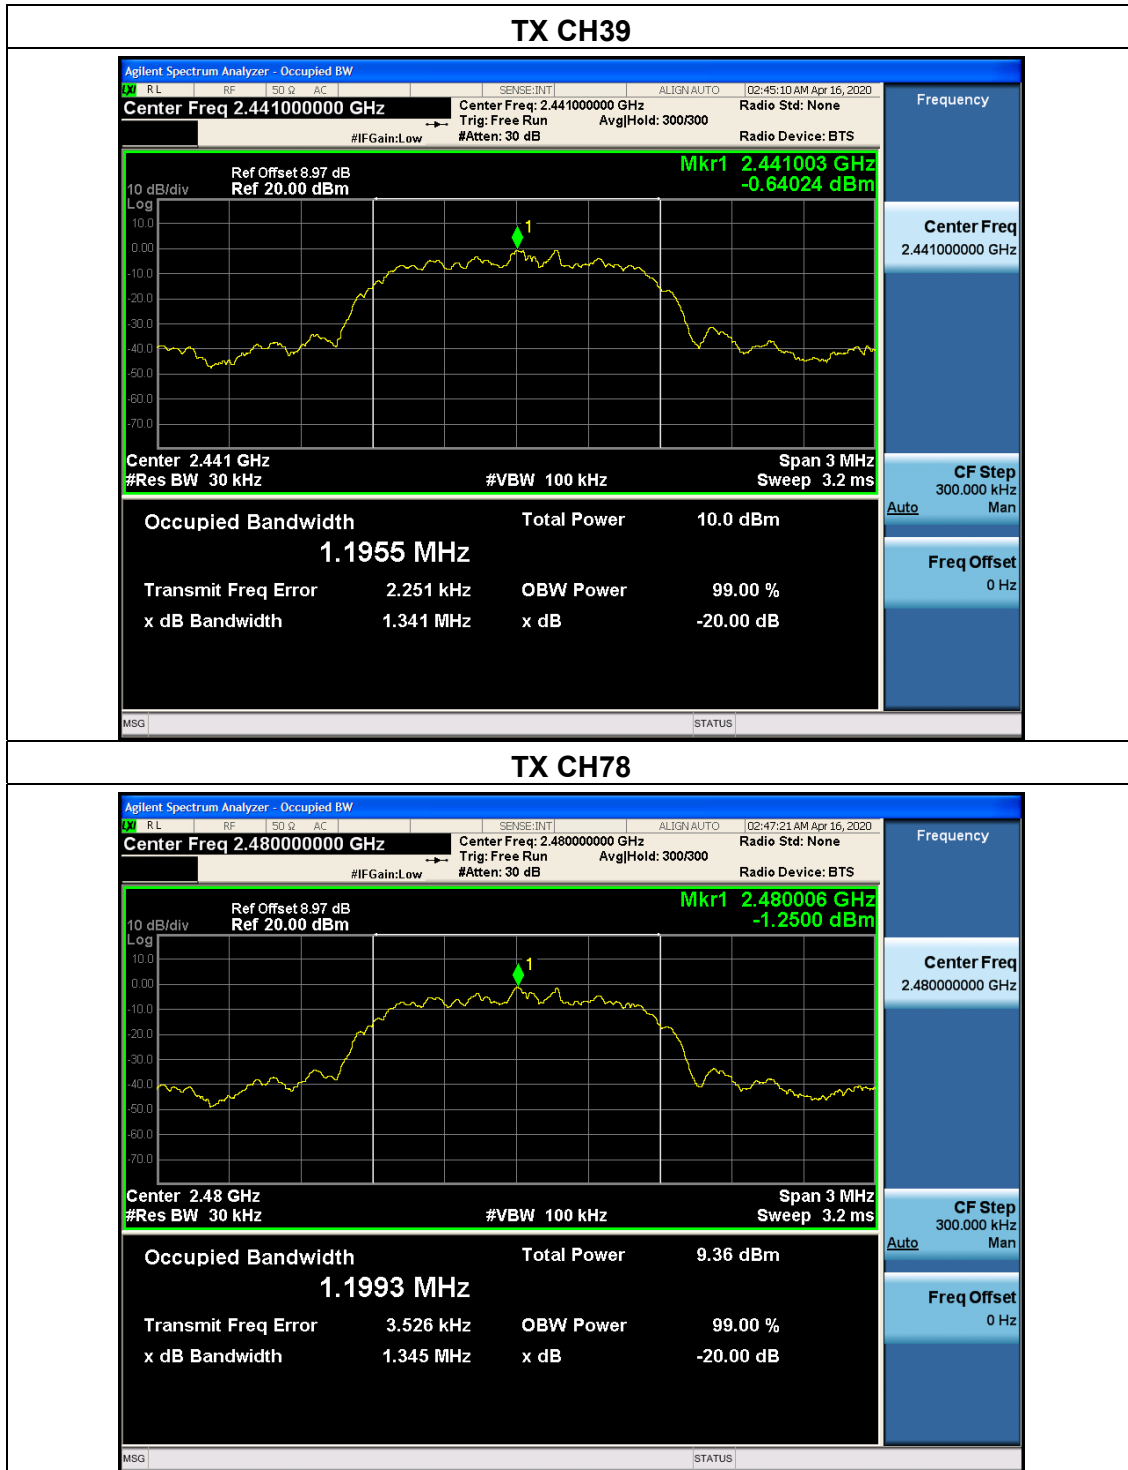 TX CH39
Agilent Spectrum Analyzer - Occupied BW
LXI RL RF 50 Ω AC SENSE:INT ALIGN AUTO 02:45:10 AM Apr 16, 2020
Center Freq 2.441000000 GHz
Center Freq: 2.441000000 GHz Radio Std: None
Trig: Free Run Avg|Hold: 300/300
#IFGain:Low #Atten: 30 dB Radio Device: BTS
Frequency
Mkr1 2.441003 GHz
-0.64024 dBm
Ref Offset 8.97 dB
10 dB/div Ref 20.00 dBm
Log
10.0
0.00
-10.0
-20.0
-30.0
-40.0
-50.0
-60.0
-70.0
1
Center 2.441 GHz Span 3 MHz
#Res BW 30 kHz #VBW 100 kHz Sweep 3.2 ms
Center Freq
2.441000000 GHz
CF Step
300.000 kHz
Auto Man
Freq Offset
0 Hz
Occupied Bandwidth Total Power 10.0 dBm
1.1955 MHz
Transmit Freq Error 2.251 kHz OBW Power 99.00 %
x dB Bandwidth 1.341 MHz x dB -20.00 dB
MSG STATUS
TX CH78
Agilent Spectrum Analyzer - Occupied BW
LXI RL RF 50 Ω AC SENSE:INT ALIGN AUTO 02:47:21 AM Apr 16, 2020
Center Freq 2.480000000 GHz
Center Freq: 2.480000000 GHz Radio Std: None
Trig: Free Run Avg|Hold: 300/300
#IFGain:Low #Atten: 30 dB Radio Device: BTS
Frequency
Mkr1 2.480006 GHz
-1.2500 dBm
Ref Offset 8.97 dB
10 dB/div Ref 20.00 dBm
Log
10.0
0.00
-10.0
-20.0
-30.0
-40.0
-50.0
-60.0
-70.0
1
Center 2.48 GHz Span 3 MHz
#Res BW 30 kHz #VBW 100 kHz Sweep 3.2 ms
Center Freq
2.480000000 GHz
CF Step
300.000 kHz
Auto Man
Freq Offset
0 Hz
Occupied Bandwidth Total Power 9.36 dBm
1.1993 MHz
Transmit Freq Error 3.526 kHz OBW Power 99.00 %
x dB Bandwidth 1.345 MHz x dB -20.00 dB
MSG STATUS